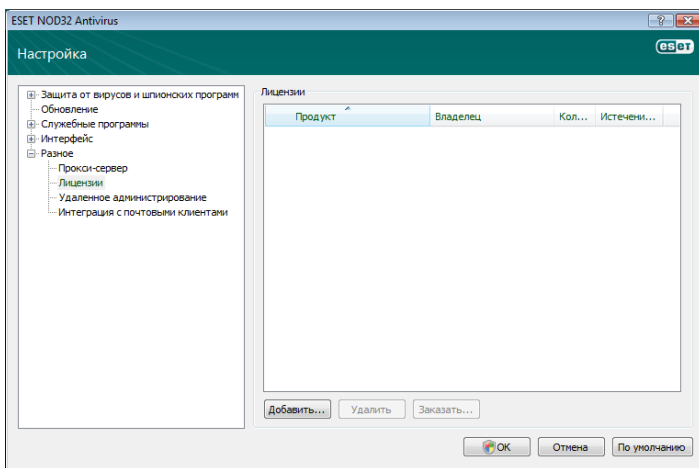 ESET NOD32 Antivirus
Настройка
eset
Защита от вирусов и шпионских програмн
Обновление
Служебные программы
Интерфейс
Разное
Прокси-сервер
Лицензии
Удаленное администрирование
Интеграция с почтовыми клиентами
Лицензии
Продукт Владелец Кол... Истечени...
Добавить... Удалить Заказать...
OK Отмена По умолчанию